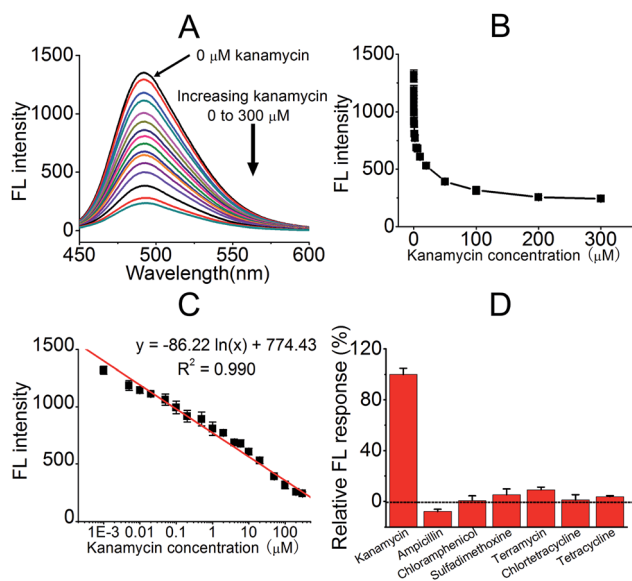 A
1500
1000
500
0
FL intensity
0 μM kanamycin
Increasing kanamycin
0 to 300 μM
450 500 550 600
Wavelength(nm)
B
1500
1000
500
0
FL intensity
0 100 200 300
Kanamycin concentration (μM)
C
1500
1000
500
0
FL intensity
y = -86.22 ln(x) + 774.43
R² = 0.990
1E-3 0.01 0.1 1 10 100
Kanamycin concentration (μM)
D
120
80
40
0
Relative FL response (%)
Kanamycin
Ampicillin
Chloramphenicol
Sulfadimethoxine
Terramycin
Chlortetracycline
Tetracycine